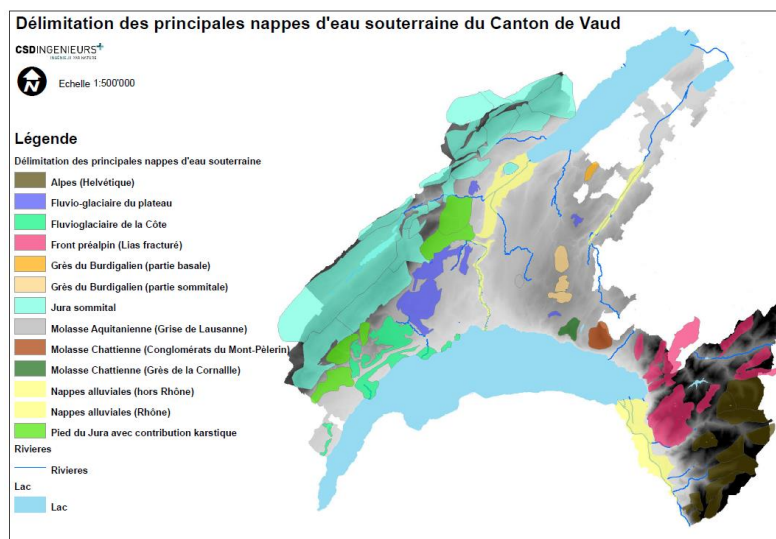 Délimitation des principales nappes d'eau souterraine du Canton de Vaud
CSDINGENIEURS+
INGÉNIEUX PAR NATURE
N
Echelle 1:500'000
Légende
Délimitation des principales nappes d'eau souterraine
Alpes (Helvétique)
Fluvio-glaciaire du plateau
Fluvioglaciaire de la Côte
Front préalpin (Lias fracturé)
Grès du Burdigalien (partie basale)
Grès du Burdigalien (partie sommitale)
Jura sommital
Molasse Aquitanienne (Grise de Lausanne)
Molasse Chattienne (Conglomérats du Mont-Pélerin)
Molasse Chattienne (Grès de la Cornallle)
Nappes alluviales (hors Rhône)
Nappes alluviales (Rhône)
Pied du Jura avec contribution karstique
Rivieres
Rivieres
Lac
Lac